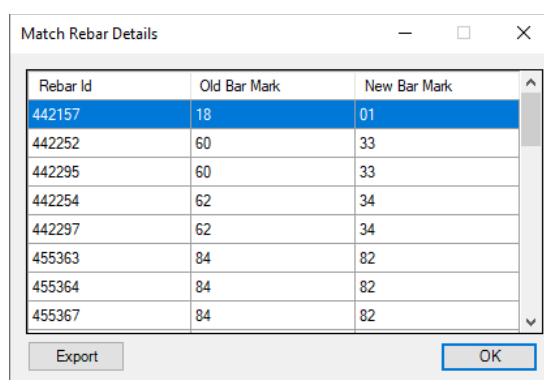 Match Rebar Details
Rebar Id Old Bar Mark New Bar Mark
442157 18 01
442252 60 33
442295 60 33
442254 62 34
442297 62 34
455363 84 82
455364 84 82
455367 84 82
Export OK